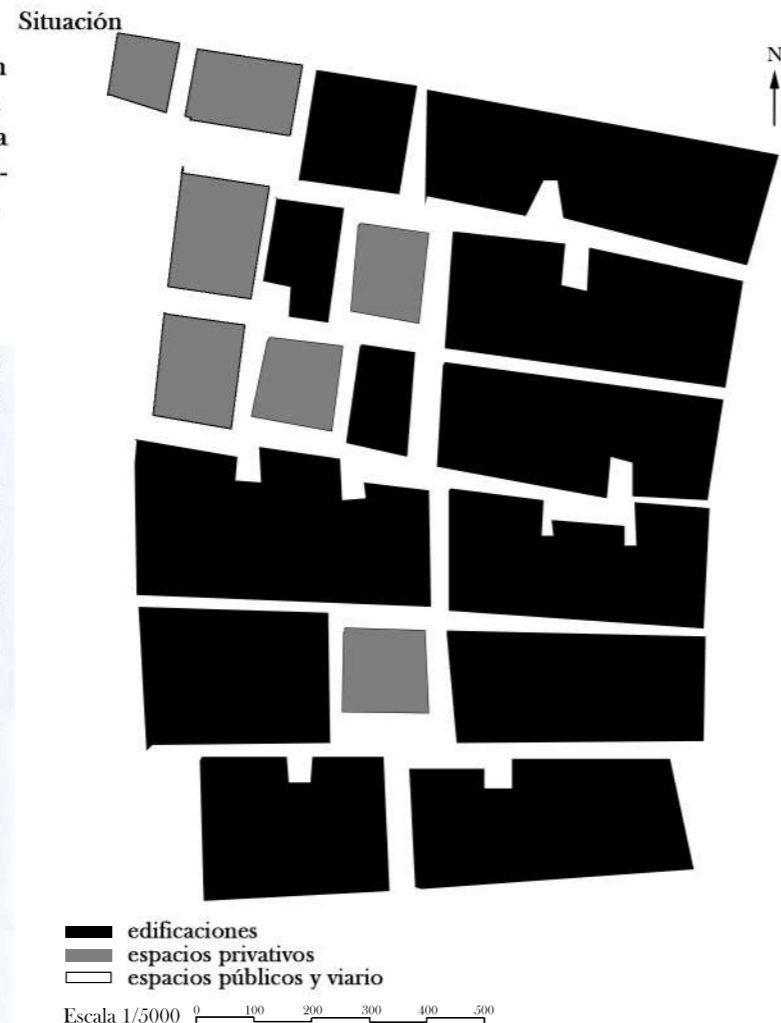 Situación
N
edificaciones
espacios privativos
espacios públicos y viario
Escala 1/5000 0 100 200 300 400 500